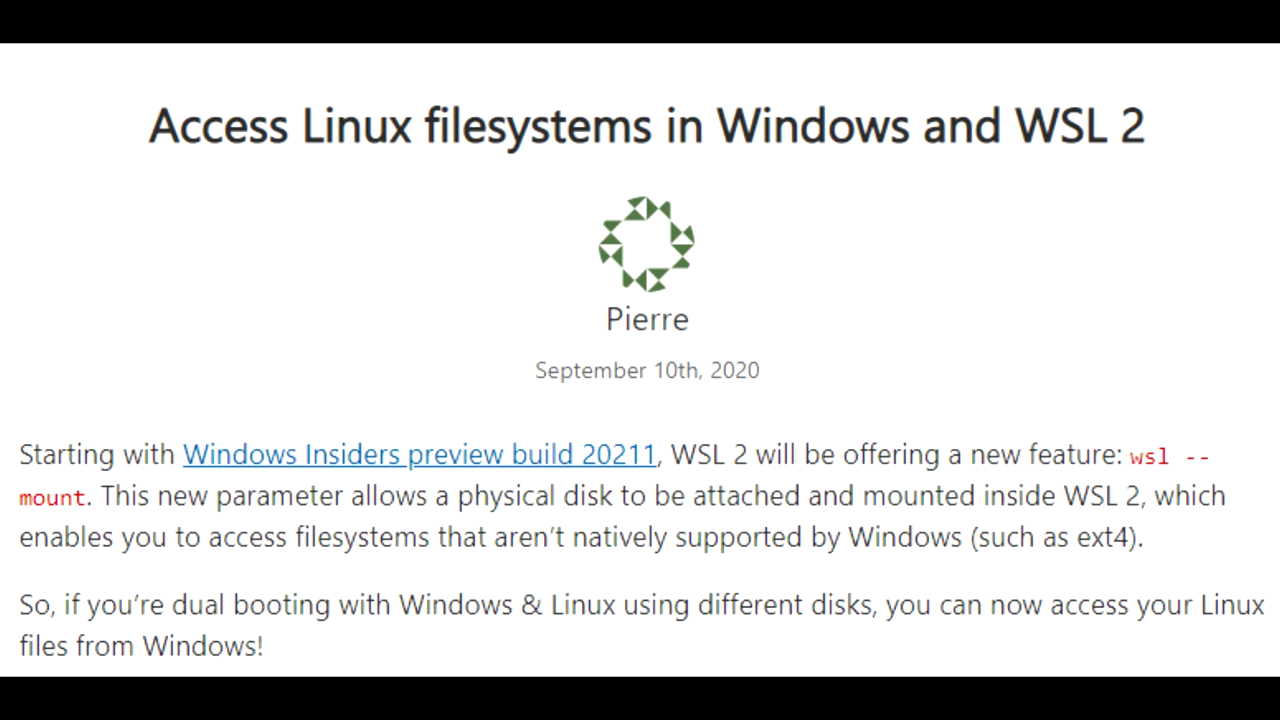 Access Linux filesystems in Windows and WSL 2
Pierre
September 10th, 2020
Starting with Windows Insiders preview build 20211, WSL 2 will be offering a new feature: wsl --
mount. This new parameter allows a physical disk to be attached and mounted inside WSL 2, which
enables you to access filesystems that aren’t natively supported by Windows (such as ext4).
So, if you’re dual booting with Windows & Linux using different disks, you can now access your Linux
files from Windows!